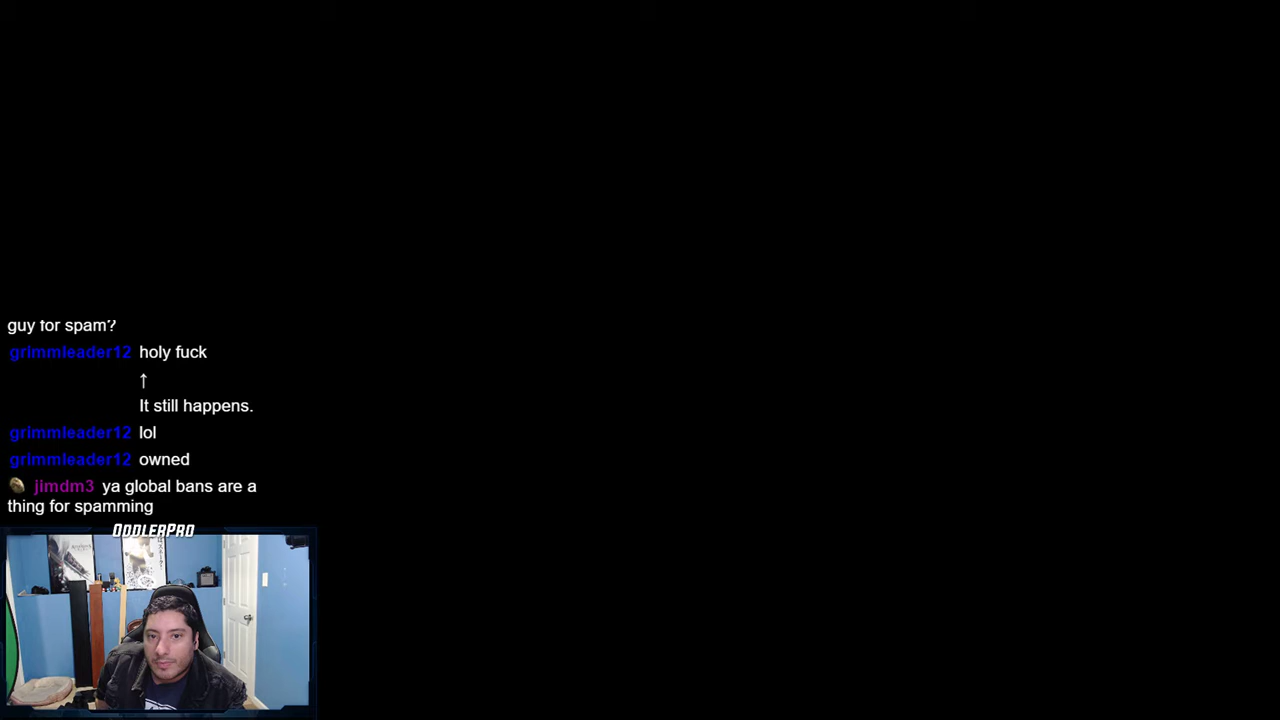 guy for spam?
grimmleader12 holy fuck
↑
It still happens.
grimmleader12 lol
grimmleader12 owned
jimdm3 ya global bans are a
thing for spamming
OddlerPro